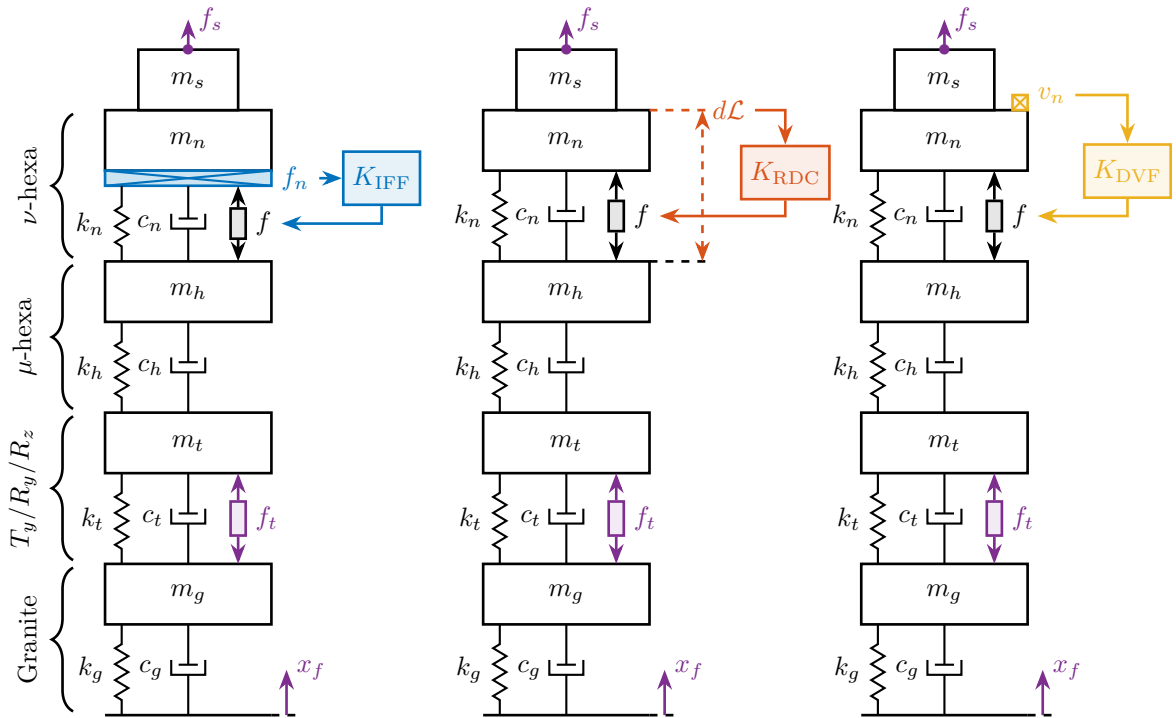 f_s f_s f_s
m_s m_s m_s
dℒ v_n
m_n m_n m_n
f_n K_IFF K_RDC K_DVF
ν-hexa
k_n c_n f k_n c_n f k_n c_n f
m_h m_h m_h
μ-hexa
k_h c_h k_h c_h k_h c_h
m_t m_t m_t
T_y/R_y/R_z
k_t c_t f_t k_t c_t f_t k_t c_t f_t
m_g m_g m_g
Granite
k_g c_g x_f k_g c_g x_f k_g c_g x_f